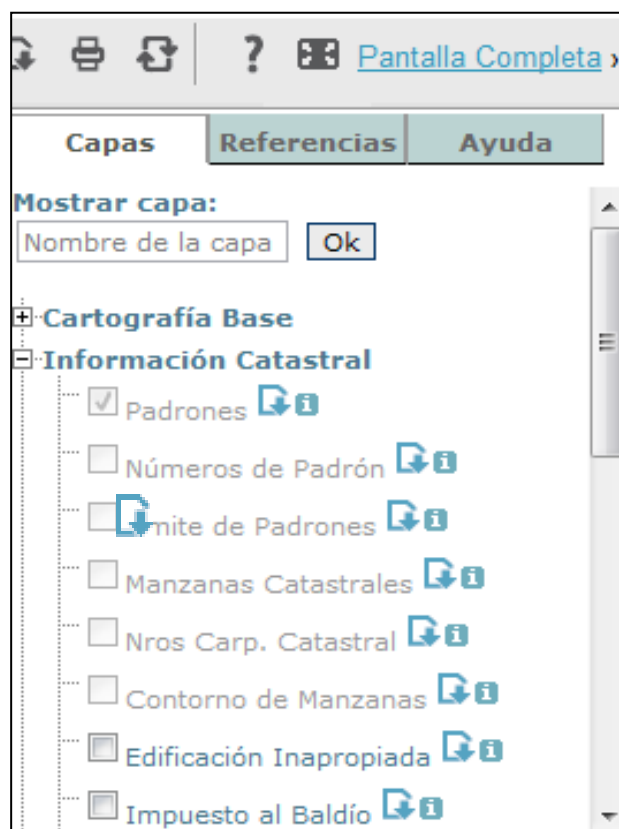 ? Pantalla Completa ›
Capas Referencias Ayuda
Mostrar capa:
Nombre de la capa Ok
Cartografía Base
Información Catastral
Padrones
Números de Padrón
mite de Padrones
Manzanas Catastrales
Nros Carp. Catastral
Contorno de Manzanas
Edificación Inapropiada
Impuesto al Baldío